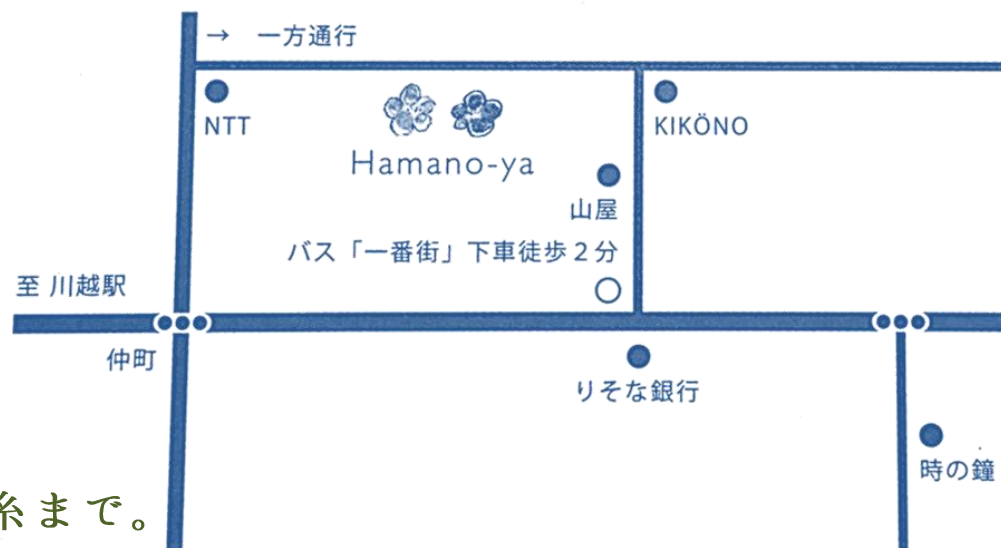 → 一方通行
NTT
KIKÖNO
Hamano-ya
山屋
バス「一番街」下車徒歩２分
至 川越駅
仲町
りそな銀行
時の鐘
糸まで。